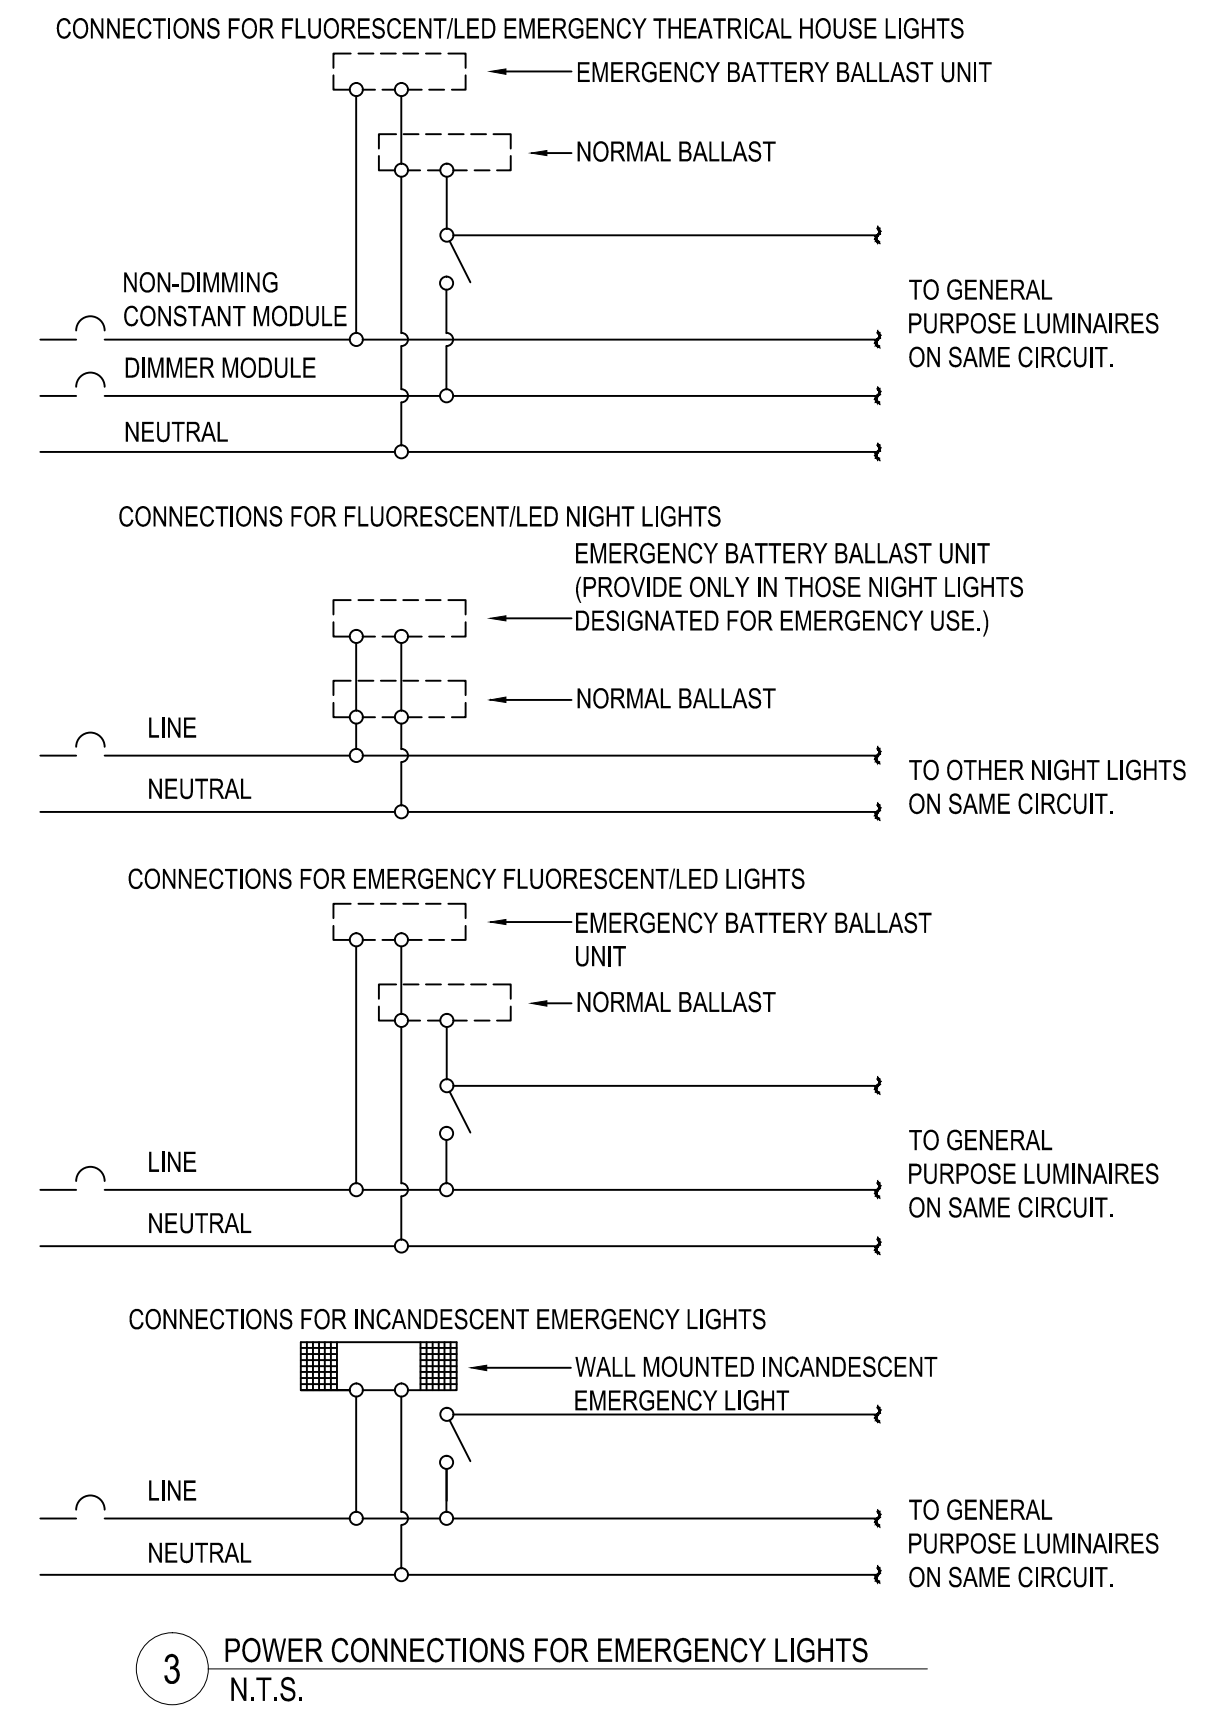 CONNECTIONS FOR FLUORESCENT/LED EMERGENCY THEATRICAL HOUSE LIGHTS
EMERGENCY BATTERY BALLAST UNIT
NORMAL BALLAST
NON-DIMMING
CONSTANT MODULE
DIMMER MODULE
NEUTRAL
TO GENERAL
PURPOSE LUMINAIRES
ON SAME CIRCUIT.
CONNECTIONS FOR FLUORESCENT/LED NIGHT LIGHTS
EMERGENCY BATTERY BALLAST UNIT
(PROVIDE ONLY IN THOSE NIGHT LIGHTS
DESIGNATED FOR EMERGENCY USE.)
NORMAL BALLAST
LINE
NEUTRAL
TO OTHER NIGHT LIGHTS
ON SAME CIRCUIT.
CONNECTIONS FOR EMERGENCY FLUORESCENT/LED LIGHTS
EMERGENCY BATTERY BALLAST
UNIT
NORMAL BALLAST
LINE
NEUTRAL
TO GENERAL
PURPOSE LUMINAIRES
ON SAME CIRCUIT.
CONNECTIONS FOR INCANDESCENT EMERGENCY LIGHTS
WALL MOUNTED INCANDESCENT
EMERGENCY LIGHT
LINE
NEUTRAL
TO GENERAL
PURPOSE LUMINAIRES
ON SAME CIRCUIT.
3 POWER CONNECTIONS FOR EMERGENCY LIGHTS
N.T.S.